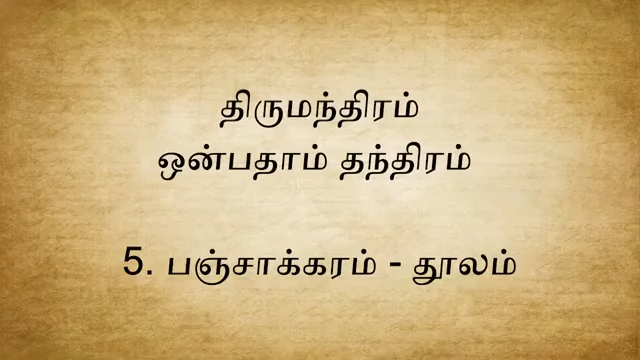 திருமந்திரம்
ஒன்பதாம் தந்திரம்
5. பஞ்சாக்கரம் - தூலம்